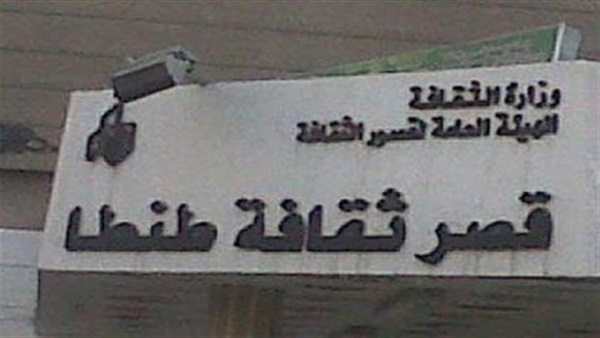 وزارة الثقافة
الهيئة العامة لقصور الثقافة
قصر ثقافة طنطا